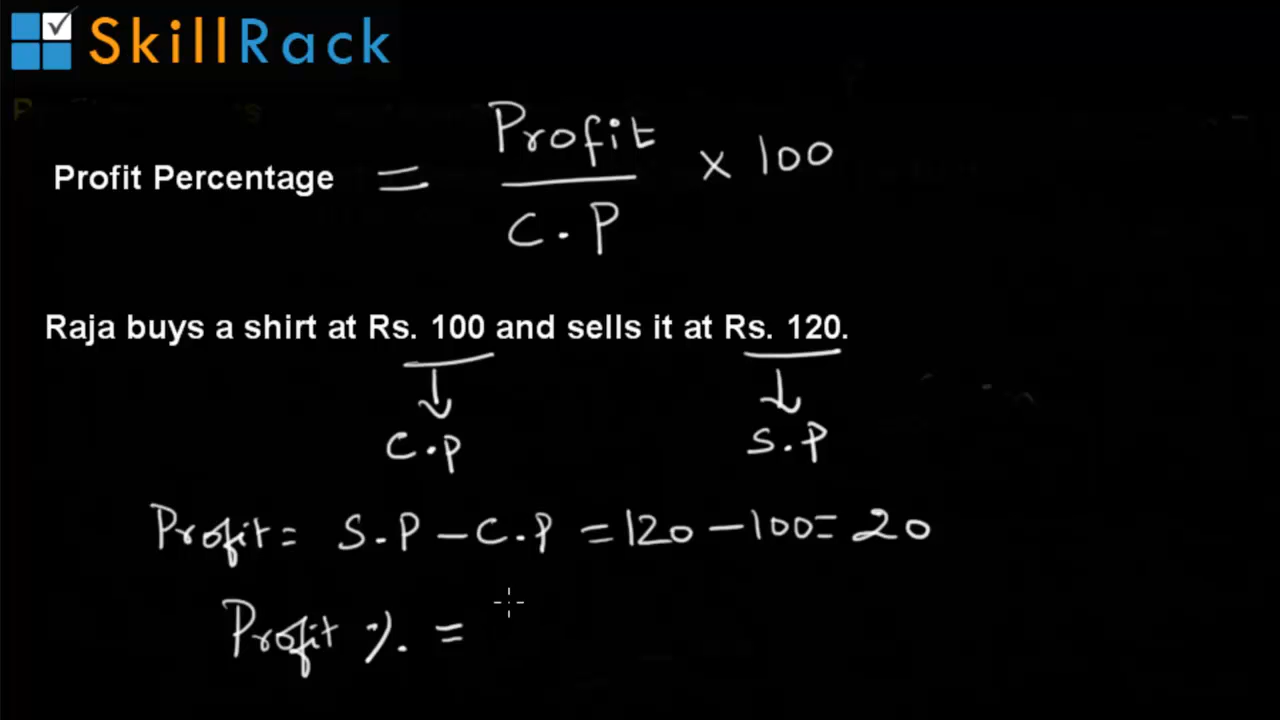 SkillRack
Profit Percentage = Profit / C.P × 100
Raja buys a shirt at Rs. 100 and sells it at Rs. 120.
C.P S.P
Profit = S.P - C.P = 120 - 100 = 20
Profit % =